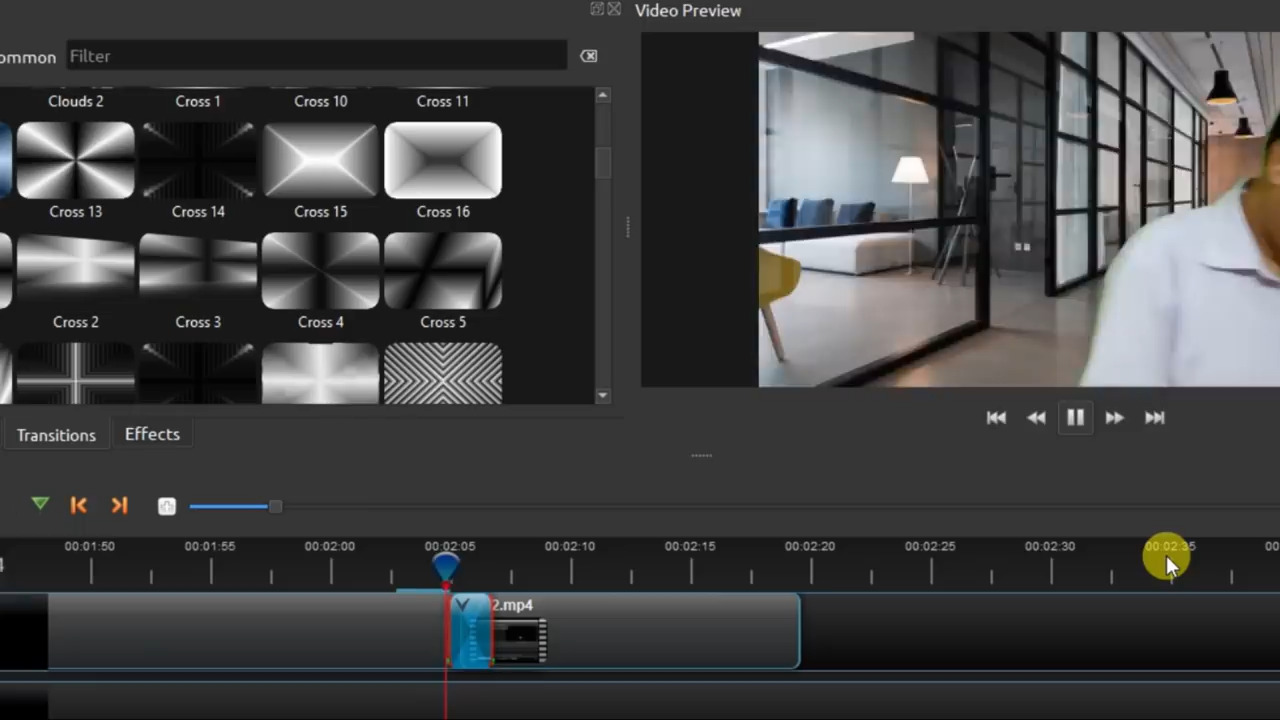 Video Preview
ommon
Filter
Clouds 2
Cross 1
Cross 10
Cross 11
Cross 13
Cross 14
Cross 15
Cross 16
Cross 2
Cross 3
Cross 4
Cross 5
Transitions
Effects
00:01:50
00:01:55
00:02:00
00:02:05
00:02:10
00:02:15
00:02:20
00:02:25
00:02:30
00:02:35
00
4
2.mp4